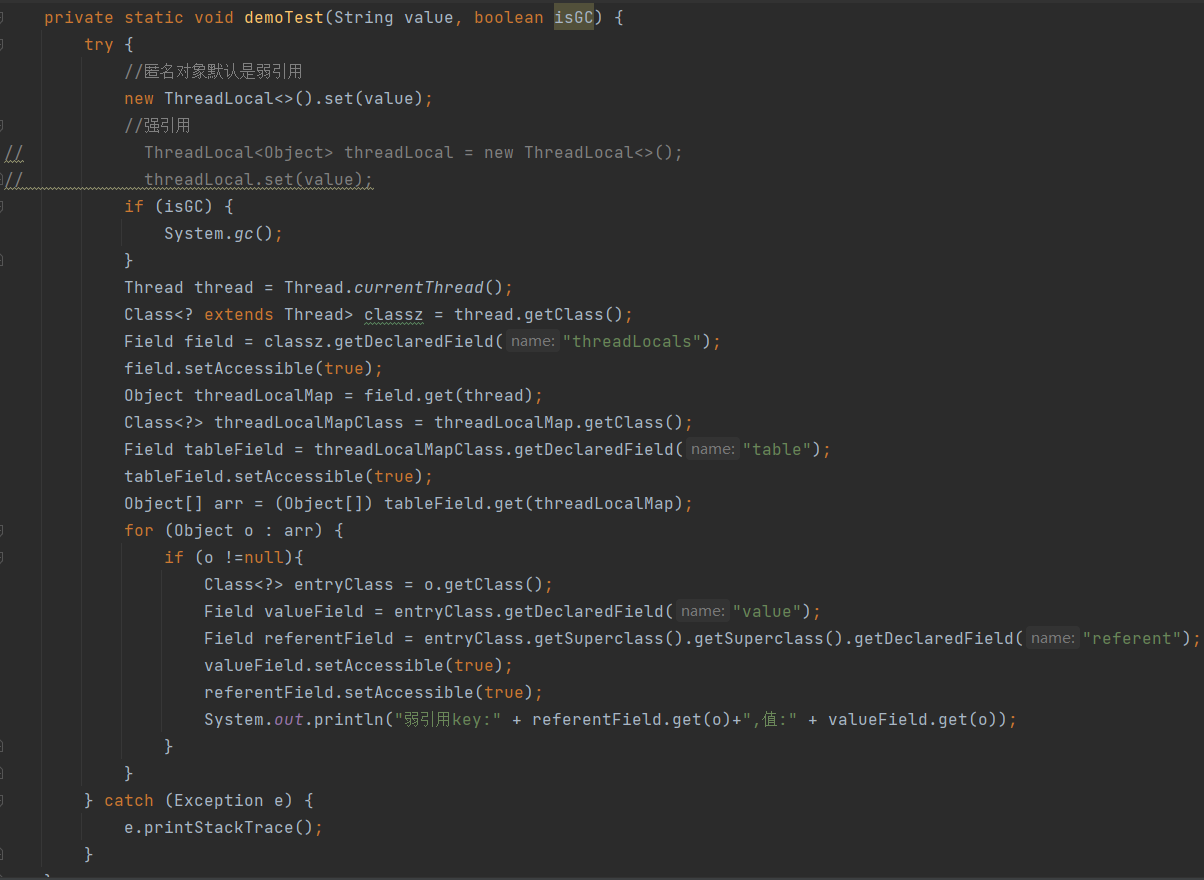 private static void demoTest(String value, boolean isGC) {
try {
//匿名对象默认是弱引用
new ThreadLocal<>().set(value);
//强引用
// ThreadLocal<Object> threadLocal = new ThreadLocal<>();
// threadLocal.set(value);
if (isGC) {
System.gc();
}
Thread thread = Thread.currentThread();
Class<? extends Thread> classz = thread.getClass();
Field field = classz.getDeclaredField( name: "threadLocals");
field.setAccessible(true);
Object threadLocalMap = field.get(thread);
Class<?> threadLocalMapClass = threadLocalMap.getClass();
Field tableField = threadLocalMapClass.getDeclaredField( name: "table");
tableField.setAccessible(true);
Object[] arr = (Object[]) tableField.get(threadLocalMap);
for (Object o : arr) {
if (o !=null){
Class<?> entryClass = o.getClass();
Field valueField = entryClass.getDeclaredField( name: "value");
Field referentField = entryClass.getSuperclass().getSuperclass().getDeclaredField( name: "referent");
valueField.setAccessible(true);
referentField.setAccessible(true);
System.out.println("弱引用key:" + referentField.get(o)+",值:" + valueField.get(o));
}
}
} catch (Exception e) {
e.printStackTrace();
}